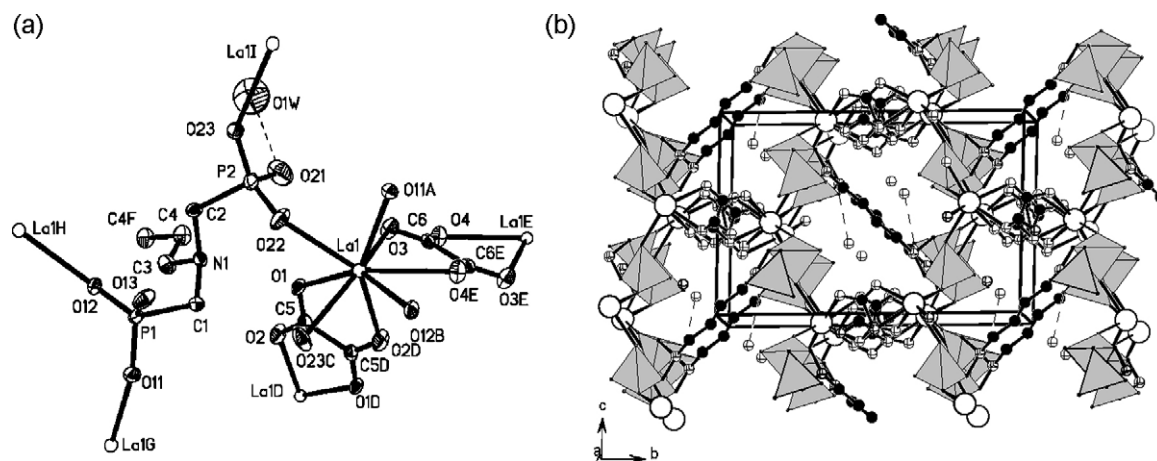 (a)
(b)
La1I
O1W
O23
P2
O21
C4F
C4
C2
O11A
La1H
O22
La1
C6
O4
La1E
O3
C6E
C3
N1
O13
O12
O1
O4E
O3E
P1
C1
C5
O2
O12B
O23C
O2D
C5D
O11
La1D
O1D
La1G
c
a
b